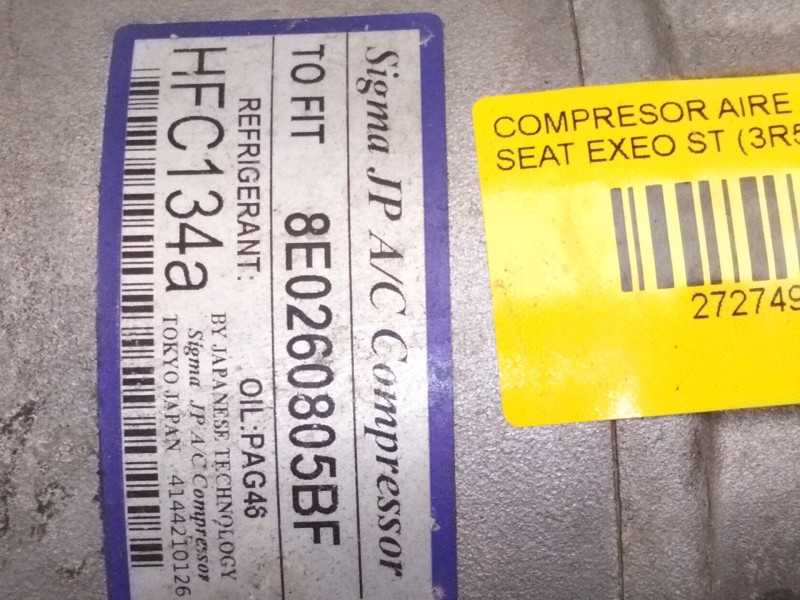 Sigma JP A/C Compressor
TO FIT 8E0260805BF
REFRIGERANT: OIL:PAG46
HFC134a
BY JAPANESE TECHNOLOGY
Sigma JP A/C Compressor
TOKYO JAPAN 4144210126
COMPRESOR AIRE
SEAT EXEO ST (3R5
272749